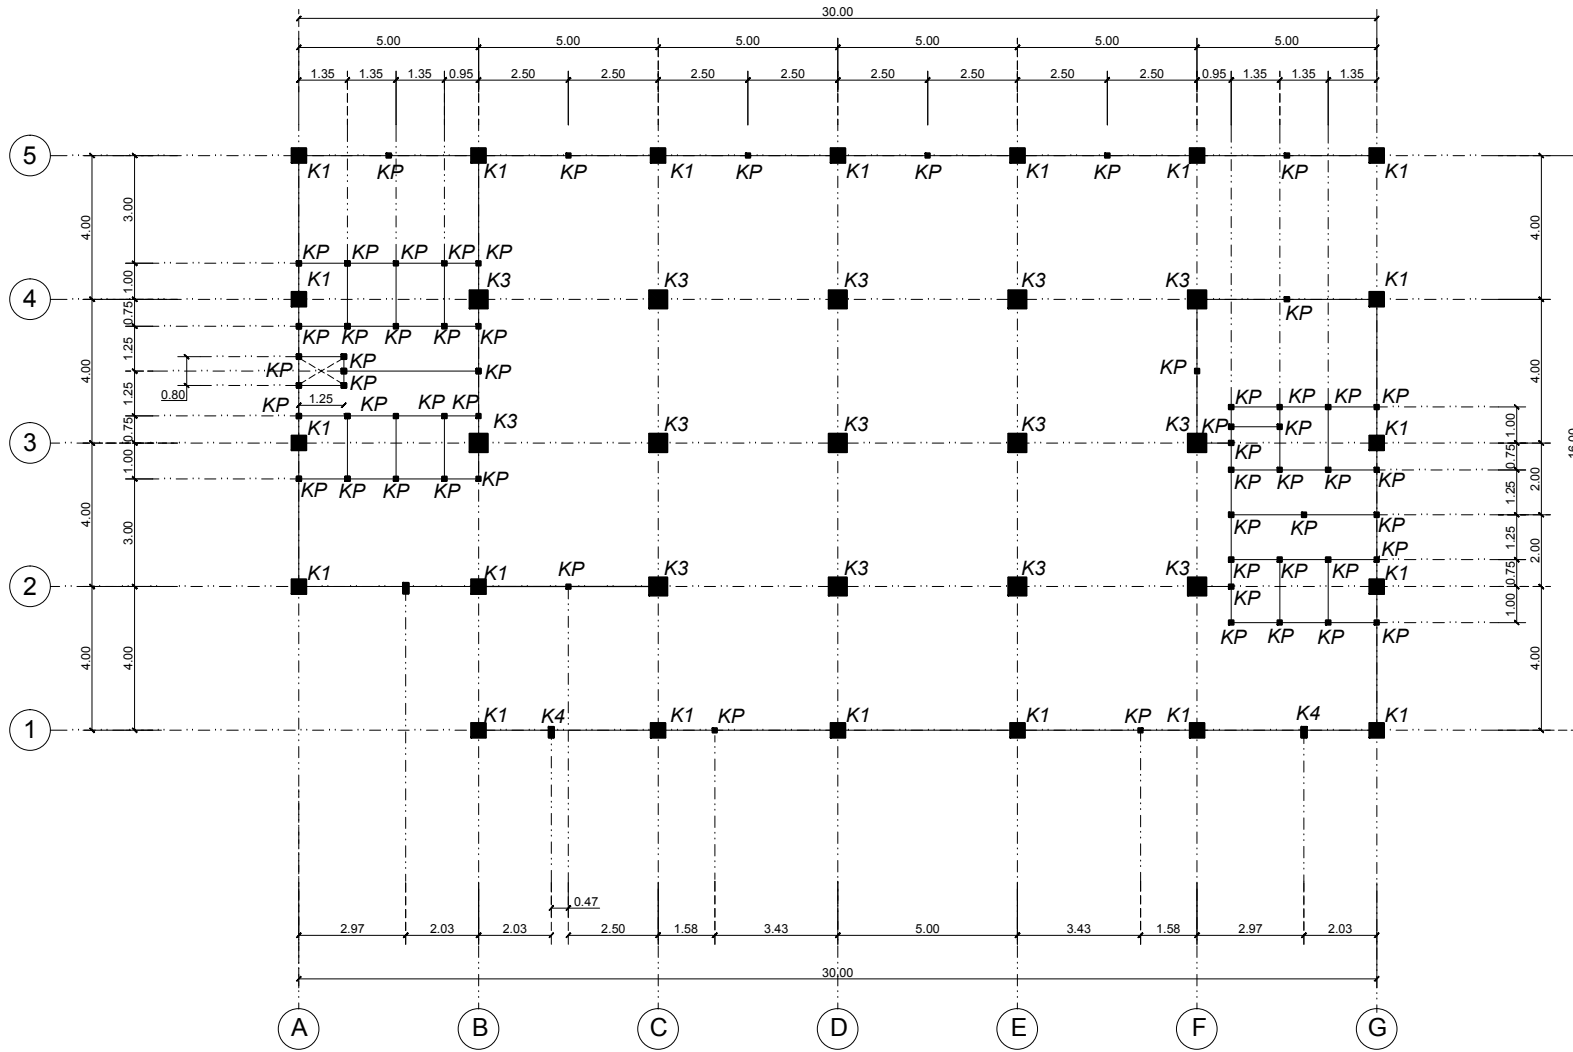 30.00
5.00 5.00 5.00 5.00 5.00 5.00
1.35 1.35 1.35 0.95 2.50 2.50 2.50 2.50 2.50 2.50 2.50 2.50 0.95 1.35 1.35 1.35
5
K1 KP K1 KP K1 KP K1 KP K1 KP K1 KP K1
4.00 3.00 4.00
KP KP KP KP KP
1.00
4
K1 K3 K3 K3 K3 K3 K1
KP
0.75
KP KP KP KP KP
4.00 1.25 4.00
KP KP KP KP
0.80 1.25 KP
1.25
KP KP KP KP KP KP KP KP
1.00
3
0.75 K1 K3 K3 K3 K3 K3 KP KP K1
16.00
1.00 KP 0.75
KP KP KP KP KP KP KP KP KP
1.25 2.00
4.00 3.00 KP KP KP
1.25 2.00
KP
2
K1 K1 KP K3 K3 K3 K3 KP KP KP K1
0.75
KP
1.00
KP KP KP KP
4.00 4.00 4.00
1
K1 K4 K1 KP K1 K1 KP K1 K4 K1
0.47
2.97 2.03 2.03 2.50 1.58 3.43 5.00 3.43 1.58 2.97 2.03
30.00
A B C D E F G